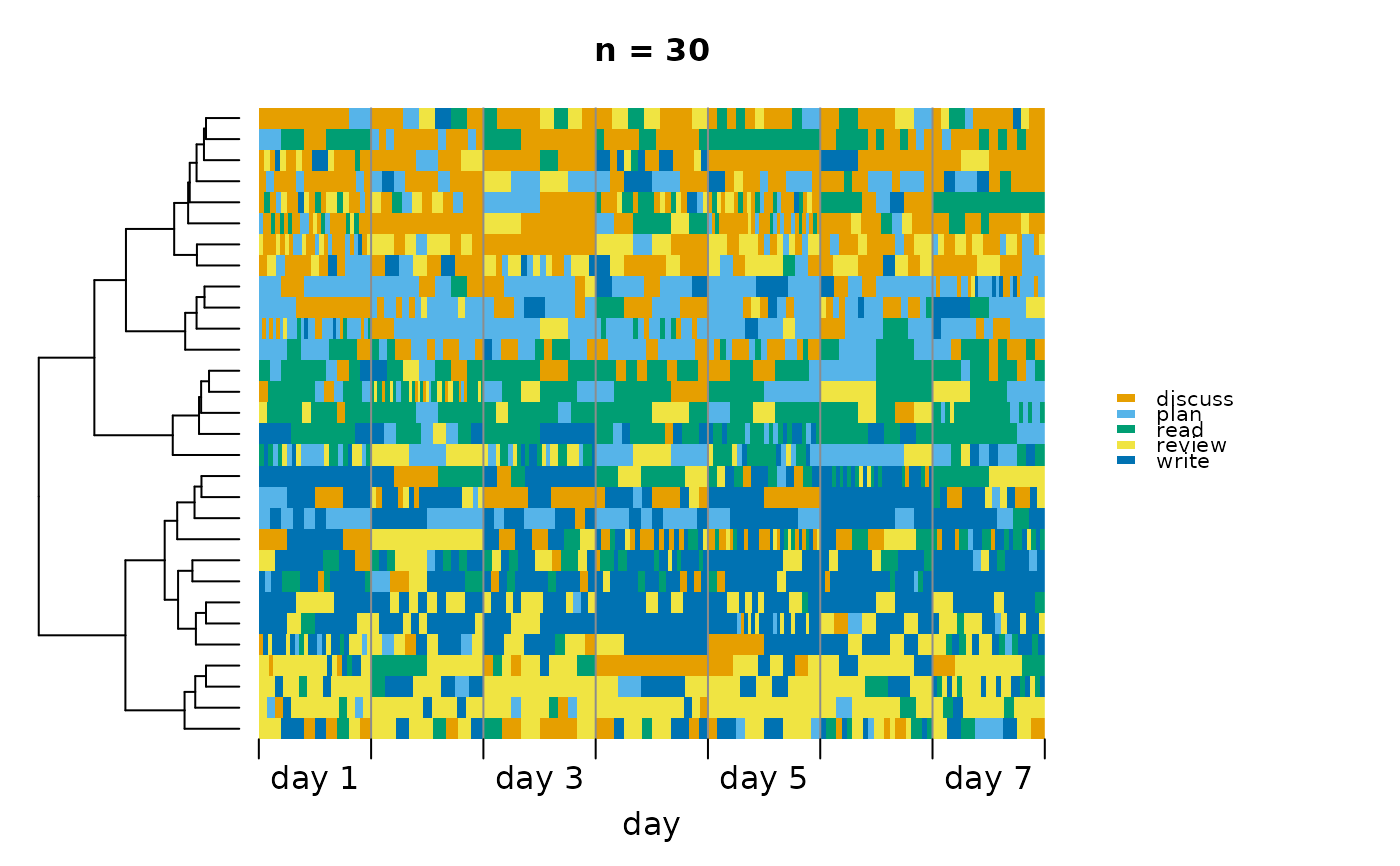 n = 30
discuss
plan
read
review
write
day 1
day 3
day 5
day 7
day